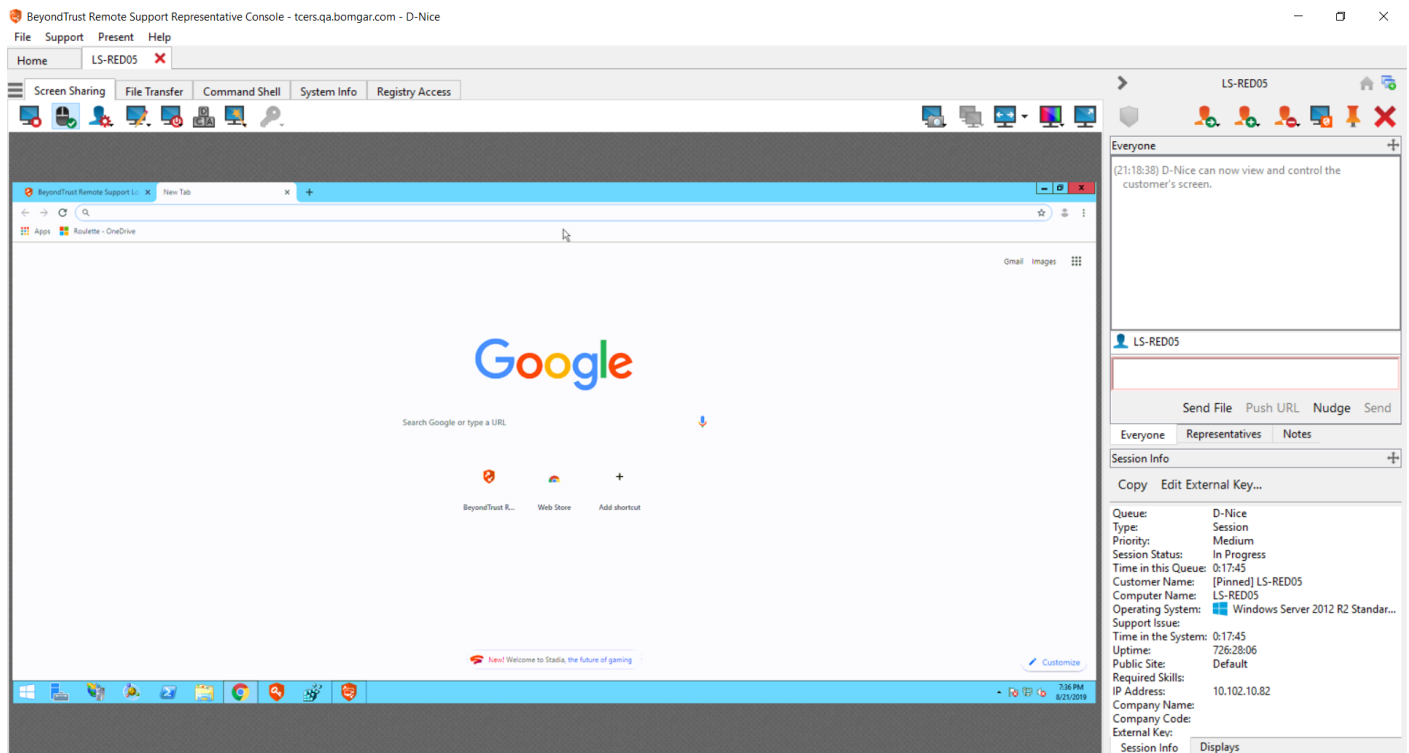 BeyondTrust Remote Support Representative Console - tcers.qa.bomgar.com - D-Nice
File Support Present Help
Home LS-RED05
Screen Sharing File Transfer Command Shell System Info Registry Access
LS-RED05
D
C A
BeyondTrust Remote Support Lo New Tab
Apps Roulette - OneDrive
Gmail Images
Google
Search Google or type a URL
BeyondTrust R... Web Store Add shortcut
New! Welcome to Stadia, the future of gaming
Customize
7:36 PM
8/21/2019
Everyone
(21:18:38) D-Nice can now view and control the
customer's screen.
LS-RED05
Send File Push URL Nudge Send
Everyone Representatives Notes
Session Info
Copy Edit External Key...
Queue: D-Nice
Type: Session
Priority: Medium
Session Status: In Progress
Time in this Queue: 0:17:45
Customer Name: [Pinned] LS-RED05
Computer Name: LS-RED05
Operating System: Windows Server 2012 R2 Standar...
Support Issue:
Time in the System: 0:17:45
Uptime: 726:28:06
Public Site: Default
Required Skills:
IP Address: 10.102.10.82
Company Name:
Company Code:
External Key:
Session Info Displays